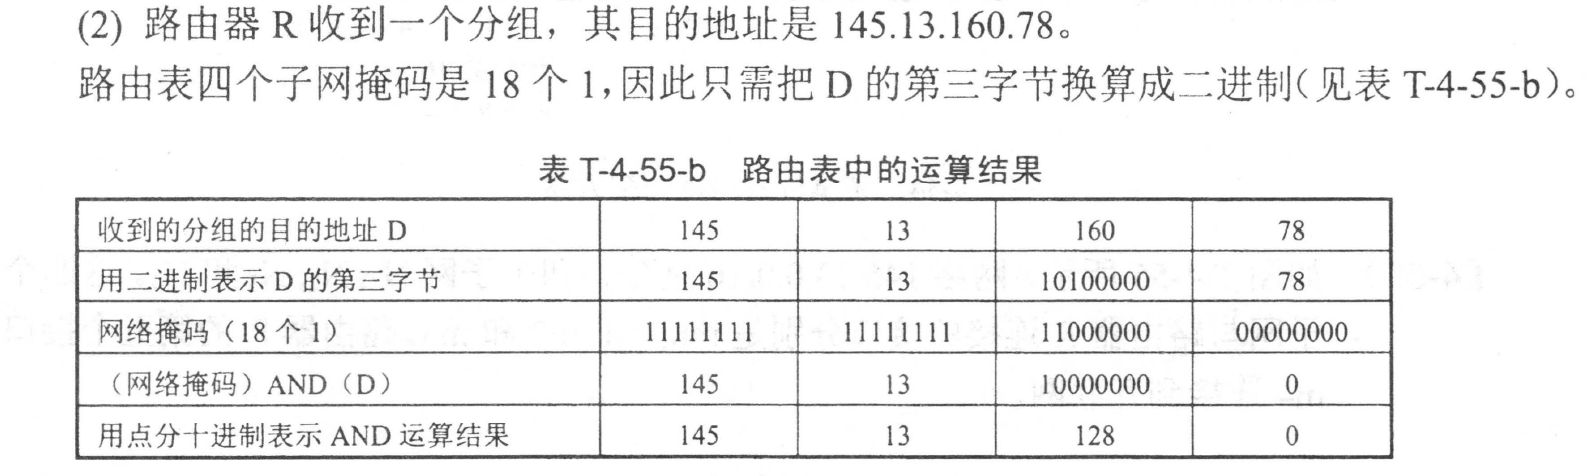 (2) 路由器 R 收到一个分组，其目的地址是 145.13.160.78。
路由表四个子网掩码是 18 个 1，因此只需把 D 的第三字节换算成二进制（见表 T-4-55-b）。
表 T-4-55-b 路由表中的运算结果
收到的分组的目的地址 D 145 13 160 78
用二进制表示 D 的第三字节 145 13 10100000 78
网络掩码（18 个 1） 11111111 11111111 11000000 00000000
（网络掩码）AND（D） 145 13 10000000 0
用点分十进制表示 AND 运算结果 145 13 128 0